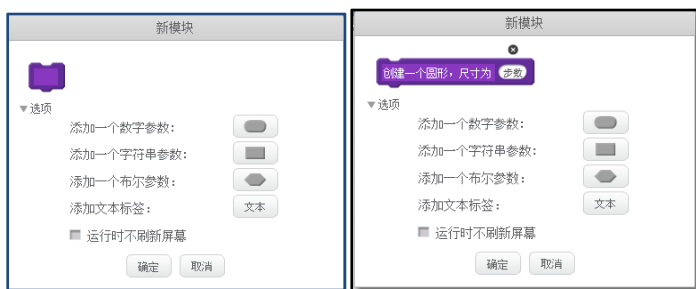 新模块
选项
添加一个数字参数：
添加一个字符串参数：
添加一个布尔参数：
添加文本标签： 文本
运行时不刷新屏幕
确定 取消
新模块
创建一个圆形，尺寸为 步数
选项
添加一个数字参数：
添加一个字符串参数：
添加一个布尔参数：
添加文本标签： 文本
运行时不刷新屏幕
确定 取消